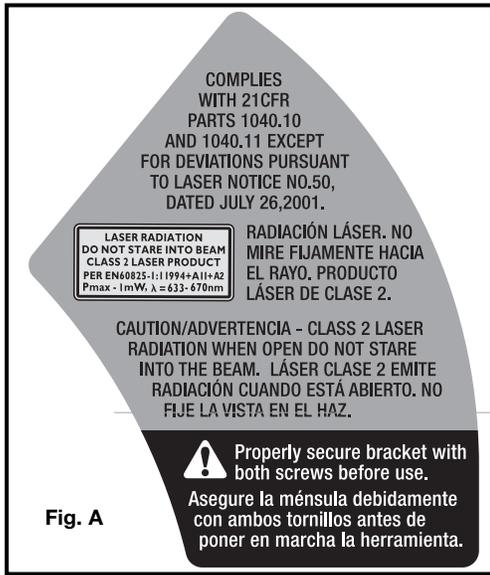 COMPLIES
WITH 21CFR
PARTS 1040.10
AND 1040.11 EXCEPT
FOR DEVIATIONS PURSUANT
TO LASER NOTICE NO.50,
DATED JULY 26,2001.
LASER RADIATION
DO NOT STARE INTO BEAM
CLASS 2 LASER PRODUCT
PER EN60825-1:11994+A11+A2
Pmax - 1mW, λ = 633- 670nm
RADIACIÓN LÁSER. NO
MIRE FIJAMENTE HACIA
EL RAYO. PRODUCTO
LÁSER DE CLASE 2.
CAUTION/ADVERTENCIA - CLASS 2 LASER
RADIATION WHEN OPEN DO NOT STARE
INTO THE BEAM. LÁSER CLASE 2 EMITE
RADIACIÓN CUANDO ESTÁ ABIERTO. NO
FIJE LA VISTA EN EL HAZ.
Properly secure bracket with
both screws before use.
Asegure la ménsula debidamente
con ambos tornillos antes de
poner en marcha la herramienta.
Fig. A